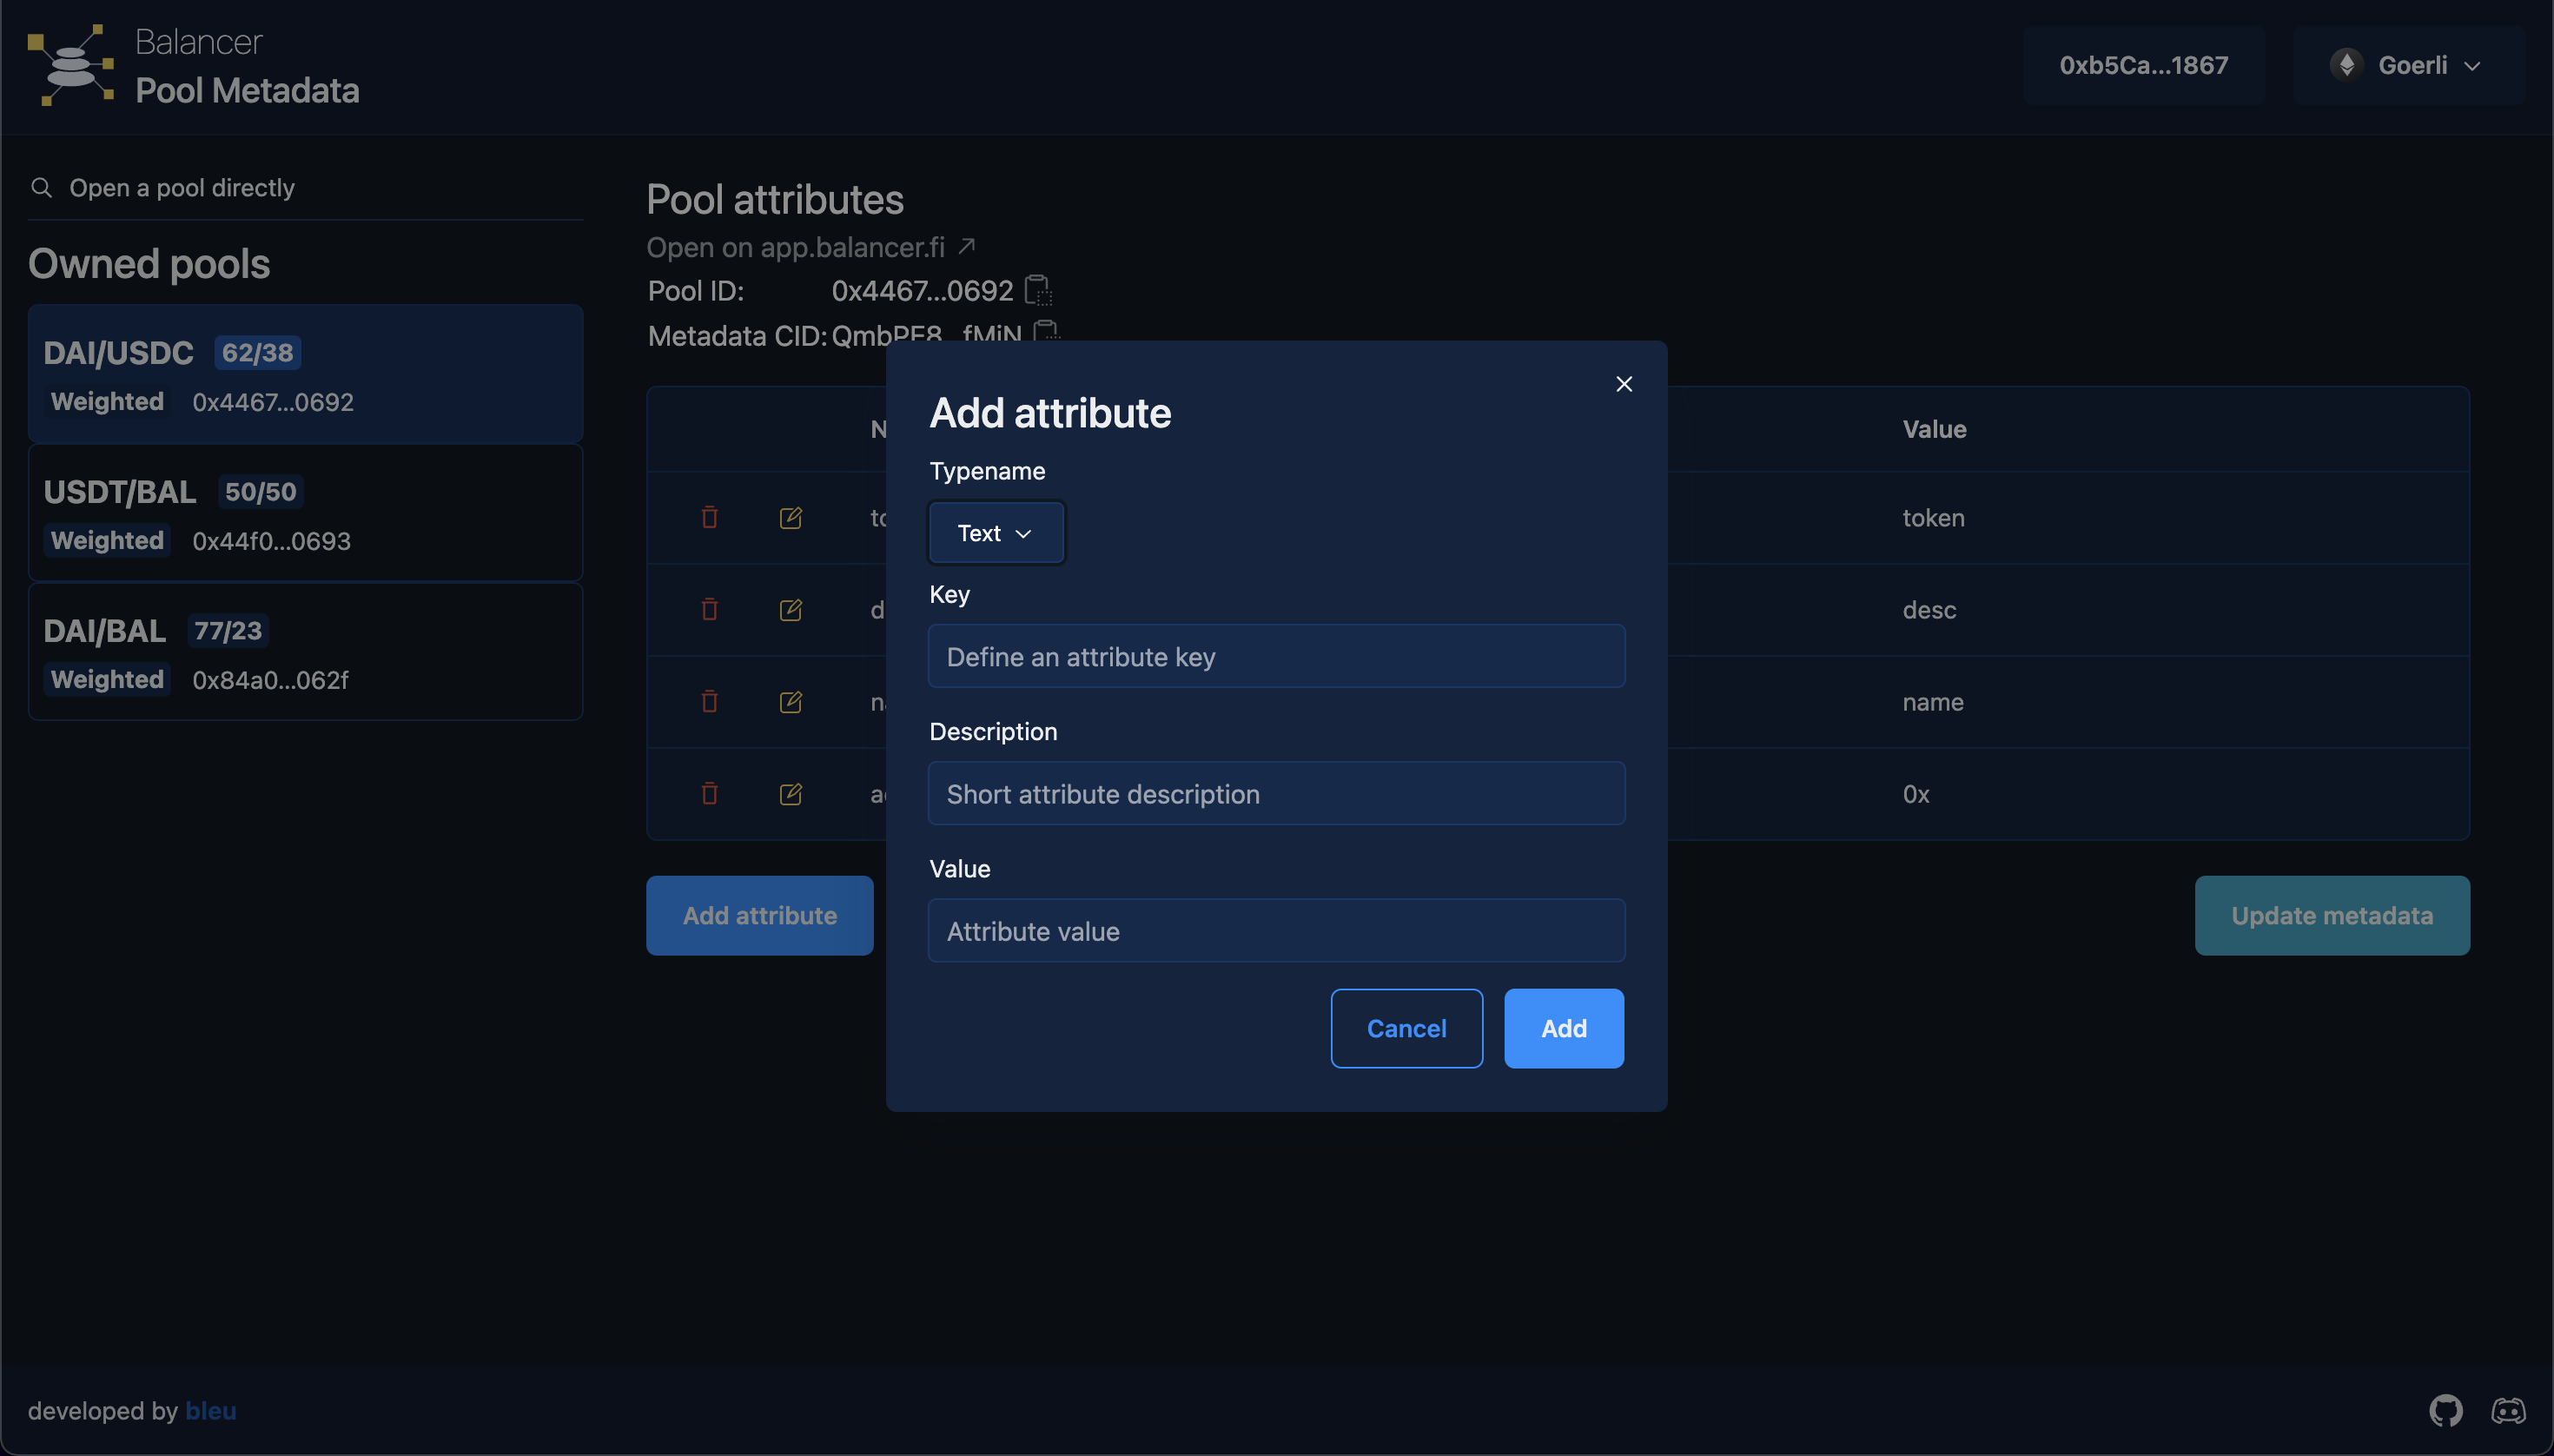 Balancer
Pool Metadata
0xb5Ca...1867
Goerli
Open a pool directly
Owned pools
DAI/USDC 62/38
Weighted 0x4467...0692
USDT/BAL 50/50
Weighted 0x44f0...0693
DAI/BAL 77/23
Weighted 0x84a0...062f
Pool attributes
Open on app.balancer.fi
Pool ID: 0x4467...0692
Metadata CID: QmbPE8...fMiN
Value
token
desc
name
0x
Add attribute
Update metadata
Add attribute
Typename
Text
Key
Define an attribute key
Description
Short attribute description
Value
Attribute value
Cancel
Add
developed by bleu